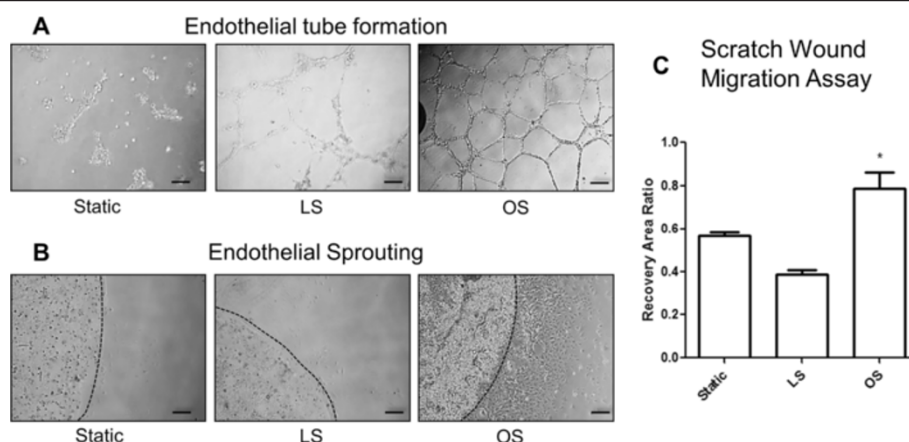 A Endothelial tube formation
Static LS OS
B Endothelial Sprouting
Static LS OS
C Scratch Wound
Migration Assay
Recovery Area Ratio
1.0
0.8
0.6
0.4
0.2
0.0
*
Static LS OS